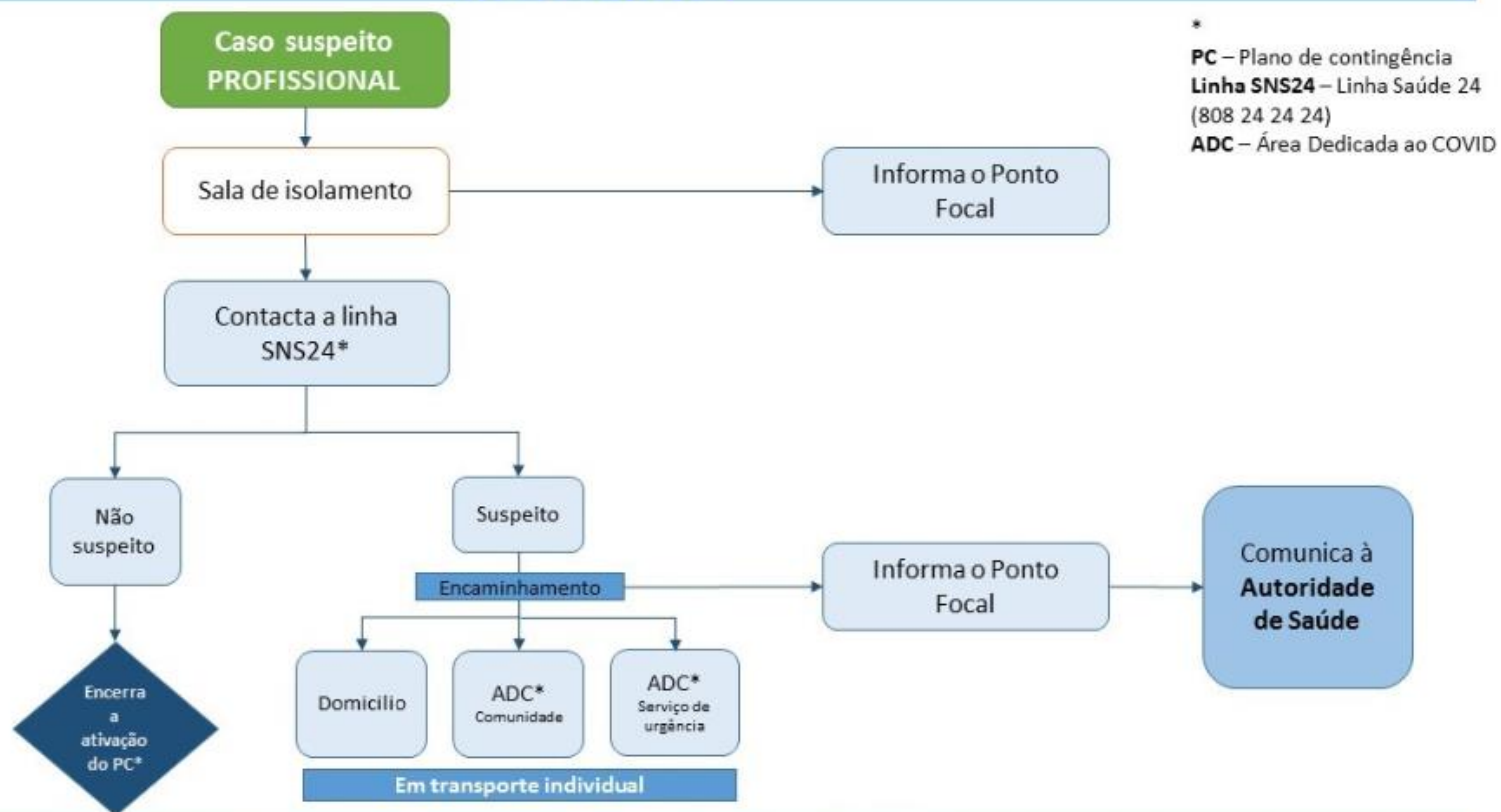 Caso suspeito
PROFISSIONAL
*
PC – Plano de contingência
Linha SNS24 – Linha Saúde 24
(808 24 24 24)
ADC – Área Dedicada ao COVID
Sala de isolamento
Informa o Ponto
Focal
Contacta a linha
SNS24*
Não
suspeito
Suspeito
Encaminhamento
Informa o Ponto
Focal
Comunica à
Autoridade
de Saúde
Encerra
a
ativação
do PC*
Domicilio
ADC*
Comunidade
ADC*
Serviço de
urgência
Em transporte individual